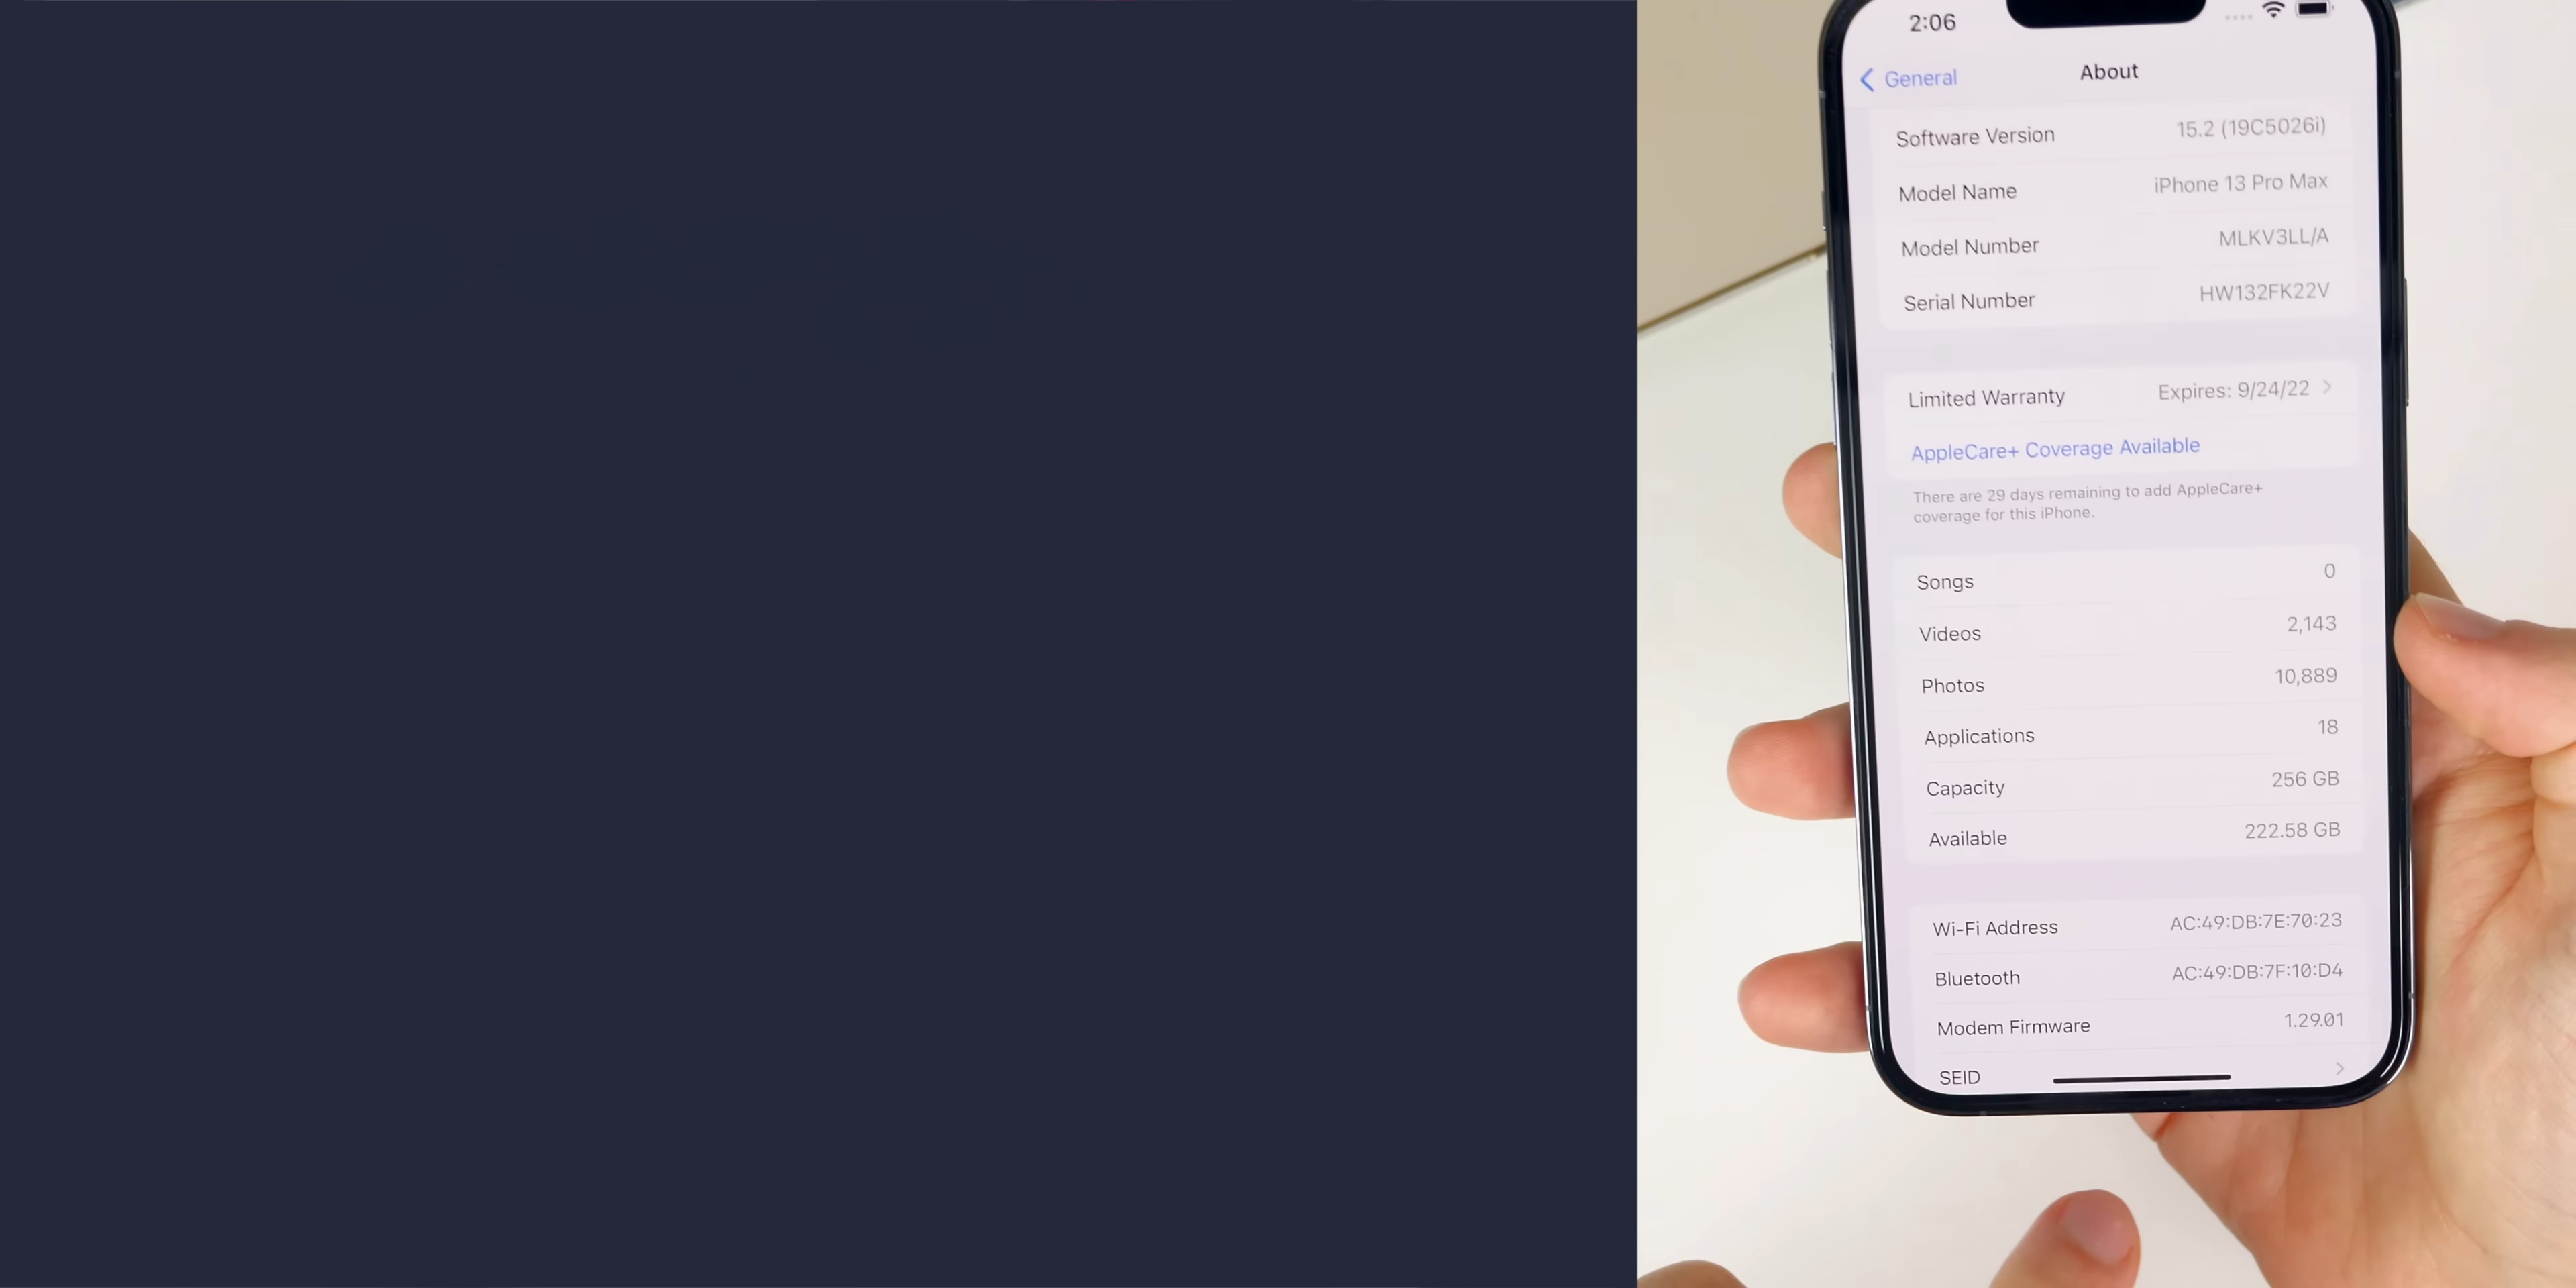 2:06
General
About
Software Version 15.2 (19C5026i)
Model Name iPhone 13 Pro Max
Model Number MLKV3LL/A
Serial Number HW132FK22V
Limited Warranty Expires: 9/24/22
AppleCare+ Coverage Available
There are 29 days remaining to add AppleCare+
coverage for this iPhone.
Songs 0
Videos 2,143
Photos 10,889
Applications 18
Capacity 256 GB
Available 222.58 GB
Wi-Fi Address AC:49:DB:7E:70:23
Bluetooth AC:49:DB:7F:10:D4
Modem Firmware 1.29.01
SEID